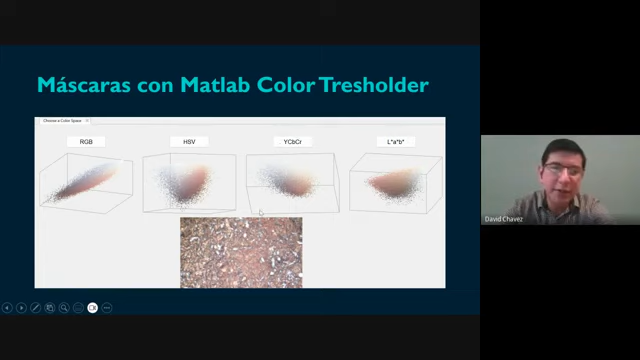 Máscaras con Matlab Color Tresholder
Choose a Color Space
RGB
HSV
YCbCr
L*a*b*
David Chavez